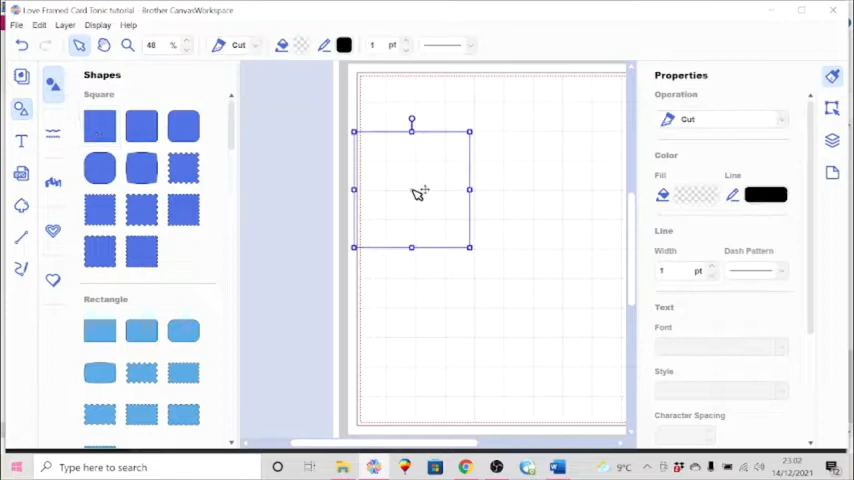 Love Framed Card Tonic tutorial - Brother CanvasWorkspace
File Edit Layer Display Help
48 % Cut 1 pt
Shapes
Square
Rectangle
Properties
Operation
Cut
Color
Fill Line
Line
Width Dash Pattern
1 pt
Text
Font
Style
Character Spacing
Type here to search
9°C
23:02
14/12/2021